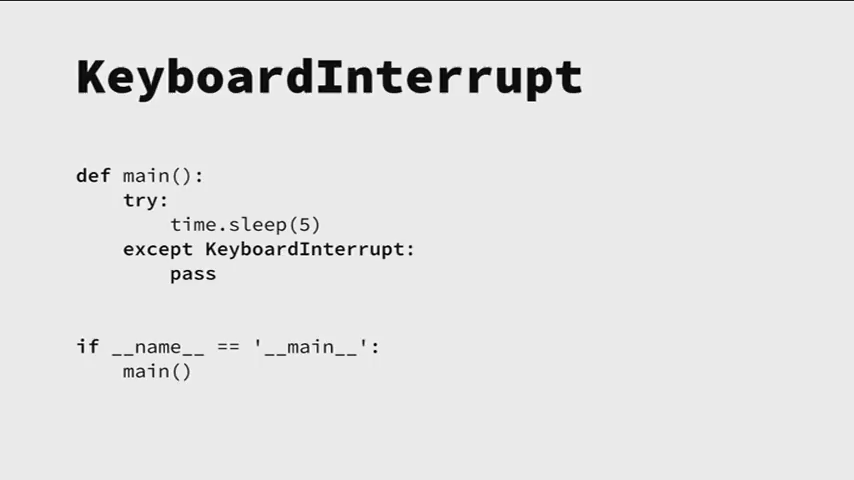 KeyboardInterrupt
def main():
    try:
        time.sleep(5)
    except KeyboardInterrupt:
        pass
if __name__ == '__main__':
    main()